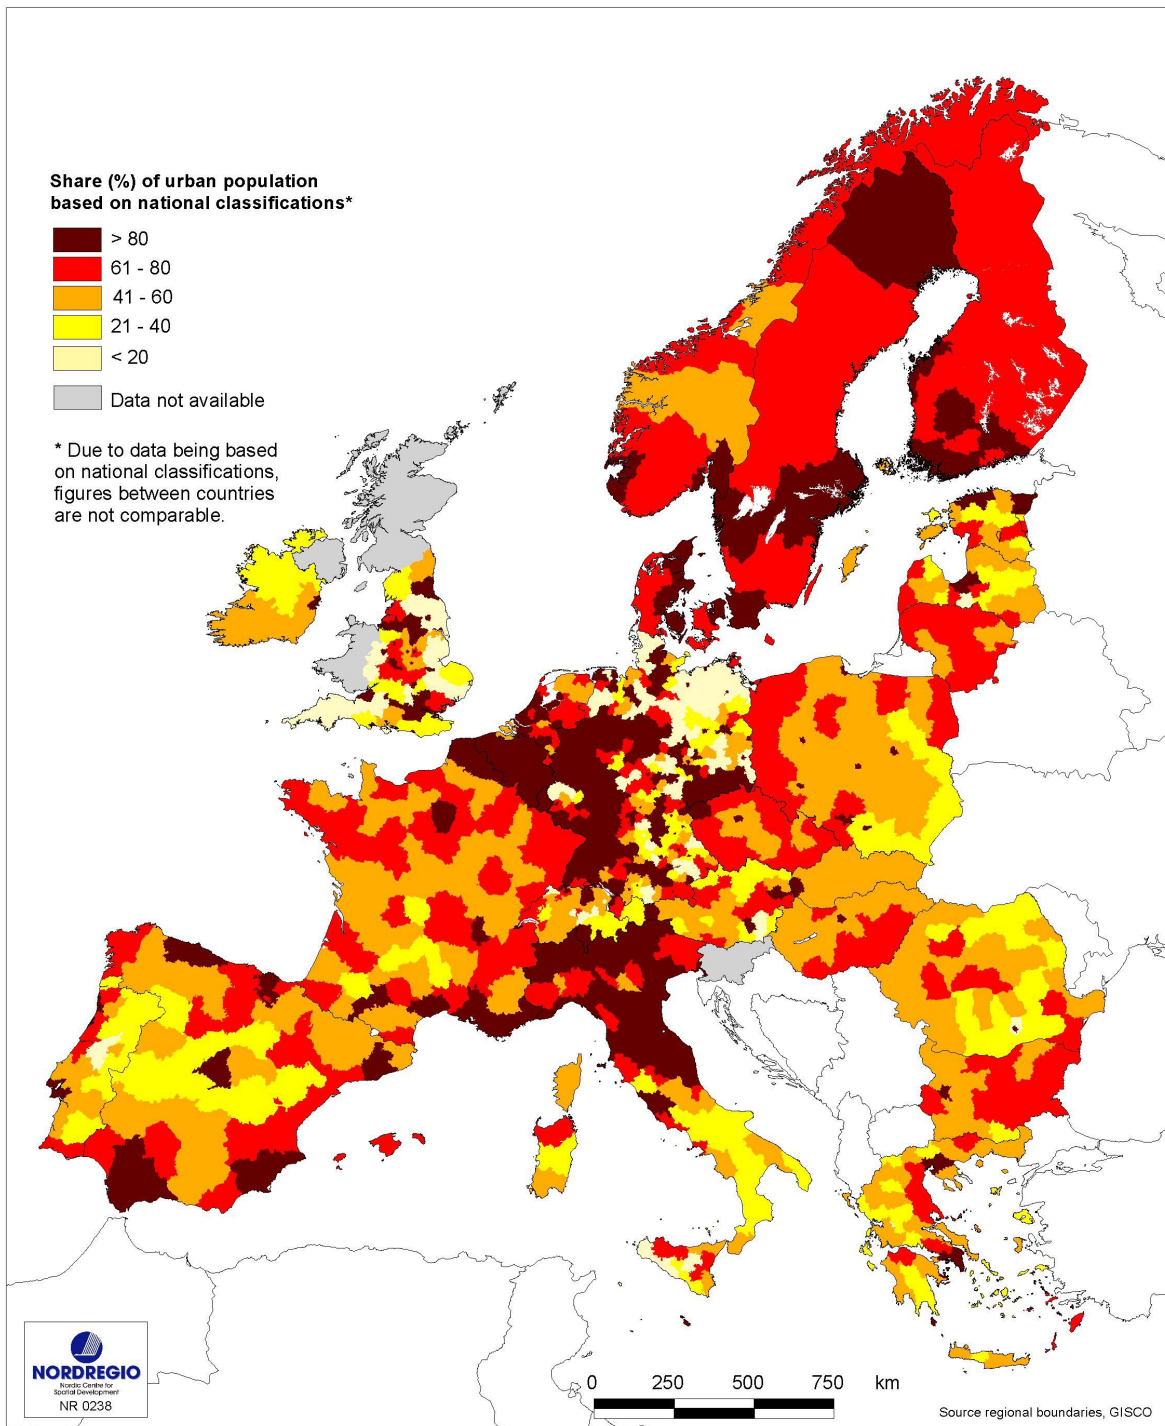 Share (%) of urban population
based on national classifications*
> 80
61 - 80
41 - 60
21 - 40
< 20
Data not available
* Due to data being based
on national classifications,
figures between countries
are not comparable.
NORDREGIO
Nordic Centre for
Spatial Development
NR 0238
0 250 500 750 km
Source regional boundaries, GISCO